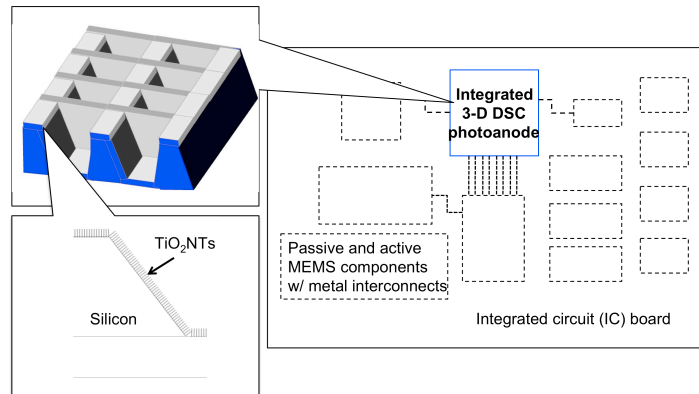 Integrated
3-D DSC
photoanode
TiO₂NTs
Silicon
Passive and active
MEMS components
w/ metal interconnects
Integrated circuit (IC) board